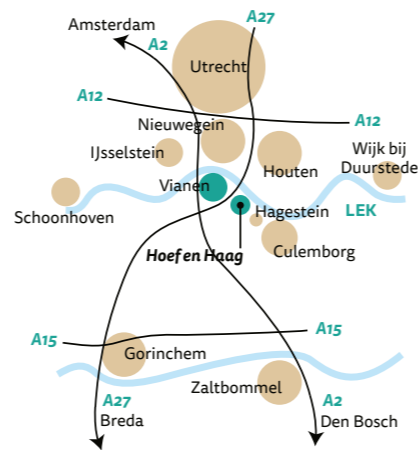 A27
Amsterdam
A2
Utrecht
A12
A12
Nieuwegein
IJsselstein
Wijk bij
Duurstede
Houten
Vianen
Schoonhoven
Hagestein
LEK
Hoef en Haag
Culemborg
A15
A15
Gorinchem
Zaltbommel
A27
Breda
A2
Den Bosch